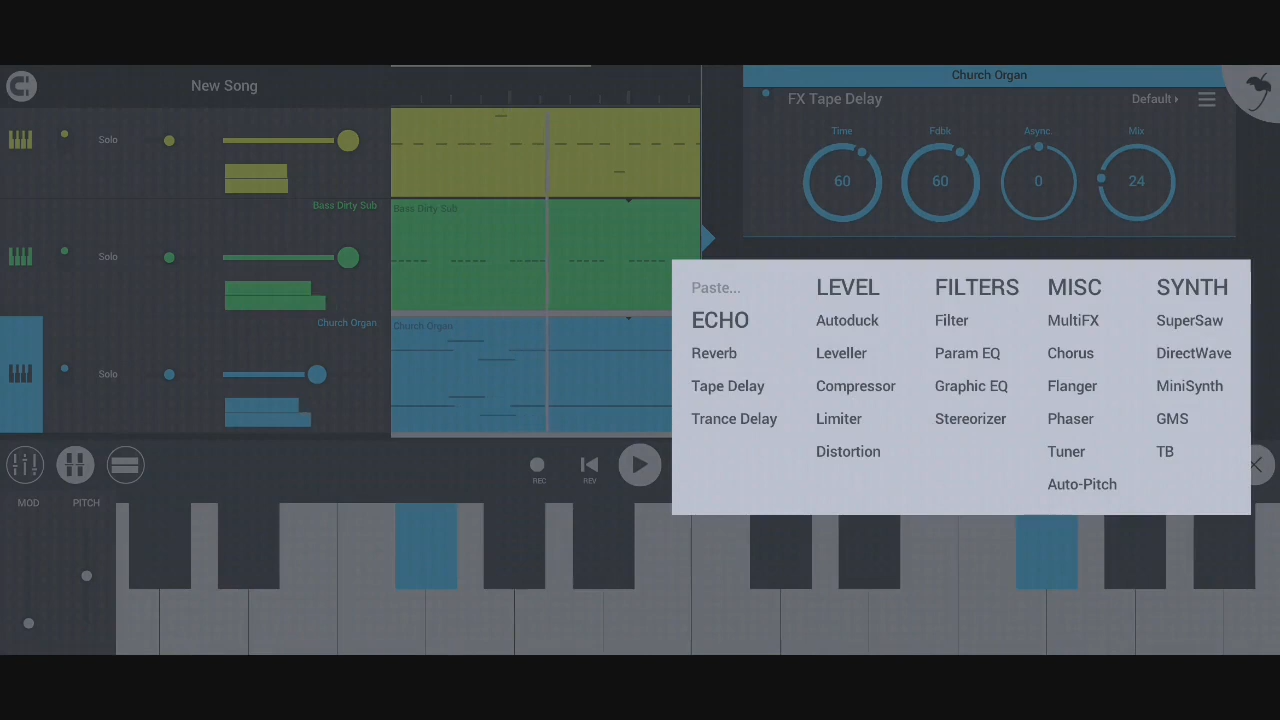 New Song
Church Organ
FX Tape Delay
Default
Time
Fdbk
Async
Mix
60
60
0
24
Solo
Bass Dirty Sub
Bass Dirty Sub
Solo
Church Organ
Church Organ
Solo
Paste...
ECHO
Reverb
Tape Delay
Trance Delay
LEVEL
Autoduck
Leveller
Compressor
Limiter
Distortion
FILTERS
Filter
Param EQ
Graphic EQ
Stereorizer
MISC
MultiFX
Chorus
Flanger
Phaser
Tuner
Auto-Pitch
SYNTH
SuperSaw
DirectWave
MiniSynth
GMS
TB
REC
REV
MOD
PITCH